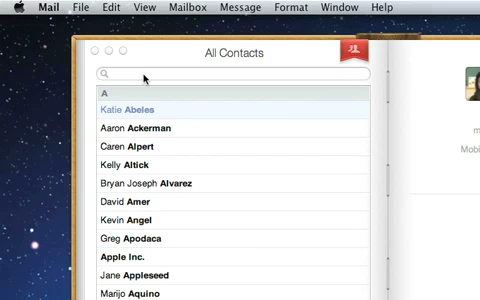 Mail File Edit View Mailbox Message Format Window Help
All Contacts
A
Katie Abeles
Aaron Ackerman
Caren Alpert
Kelly Altick
Bryan Joseph Alvarez
David Amer
Kevin Angel
Greg Apodaca
Apple Inc.
Jane Appleseed
Marijo Aquino
m
Mobi